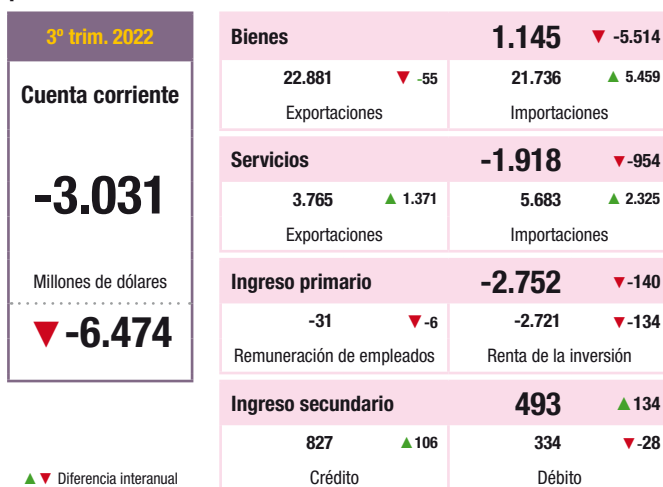 3º trim. 2022
Cuenta corriente
-3.031
Millones de dólares
▼-6.474
▲▼ Diferencia interanual
Bienes 1.145 ▼ -5.514
22.881 ▼ -55 21.736 ▲ 5.459
Exportaciones Importaciones
Servicios -1.918 ▼-954
3.765 ▲ 1.371 5.683 ▲ 2.325
Exportaciones Importaciones
Ingreso primario -2.752 ▼-140
-31 ▼-6 -2.721 ▼-134
Remuneración de empleados Renta de la inversión
Ingreso secundario 493 ▲134
827 ▲106 334 ▼-28
Crédito Débito